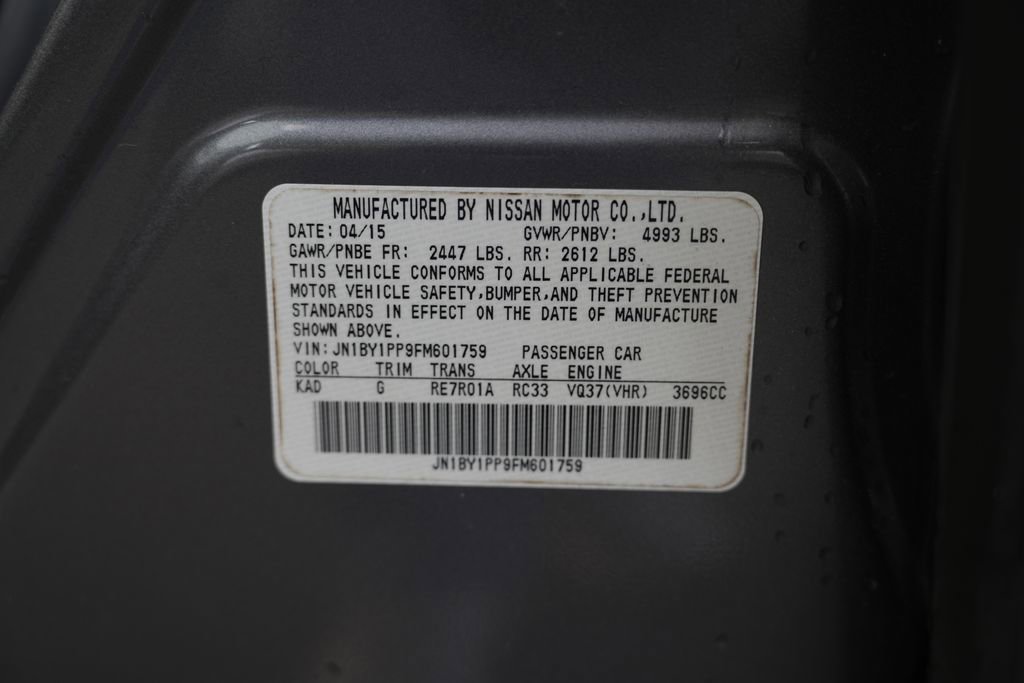 MANUFACTURED BY NISSAN MOTOR CO.,LTD.
DATE: 04/15 GVWR/PNBV: 4993 LBS.
GAWR/PNBE FR: 2447 LBS. RR: 2612 LBS.
THIS VEHICLE CONFORMS TO ALL APPLICABLE FEDERAL
MOTOR VEHICLE SAFETY,BUMPER,AND THEFT PREVENTION
STANDARDS IN EFFECT ON THE DATE OF MANUFACTURE
SHOWN ABOVE.
VIN: JN1BY1PP9FM601759 PASSENGER CAR
COLOR TRIM TRANS AXLE ENGINE
KAD G RE7R01A RC33 VQ37(VHR) 3696CC
JN1BY1PP9FM601759